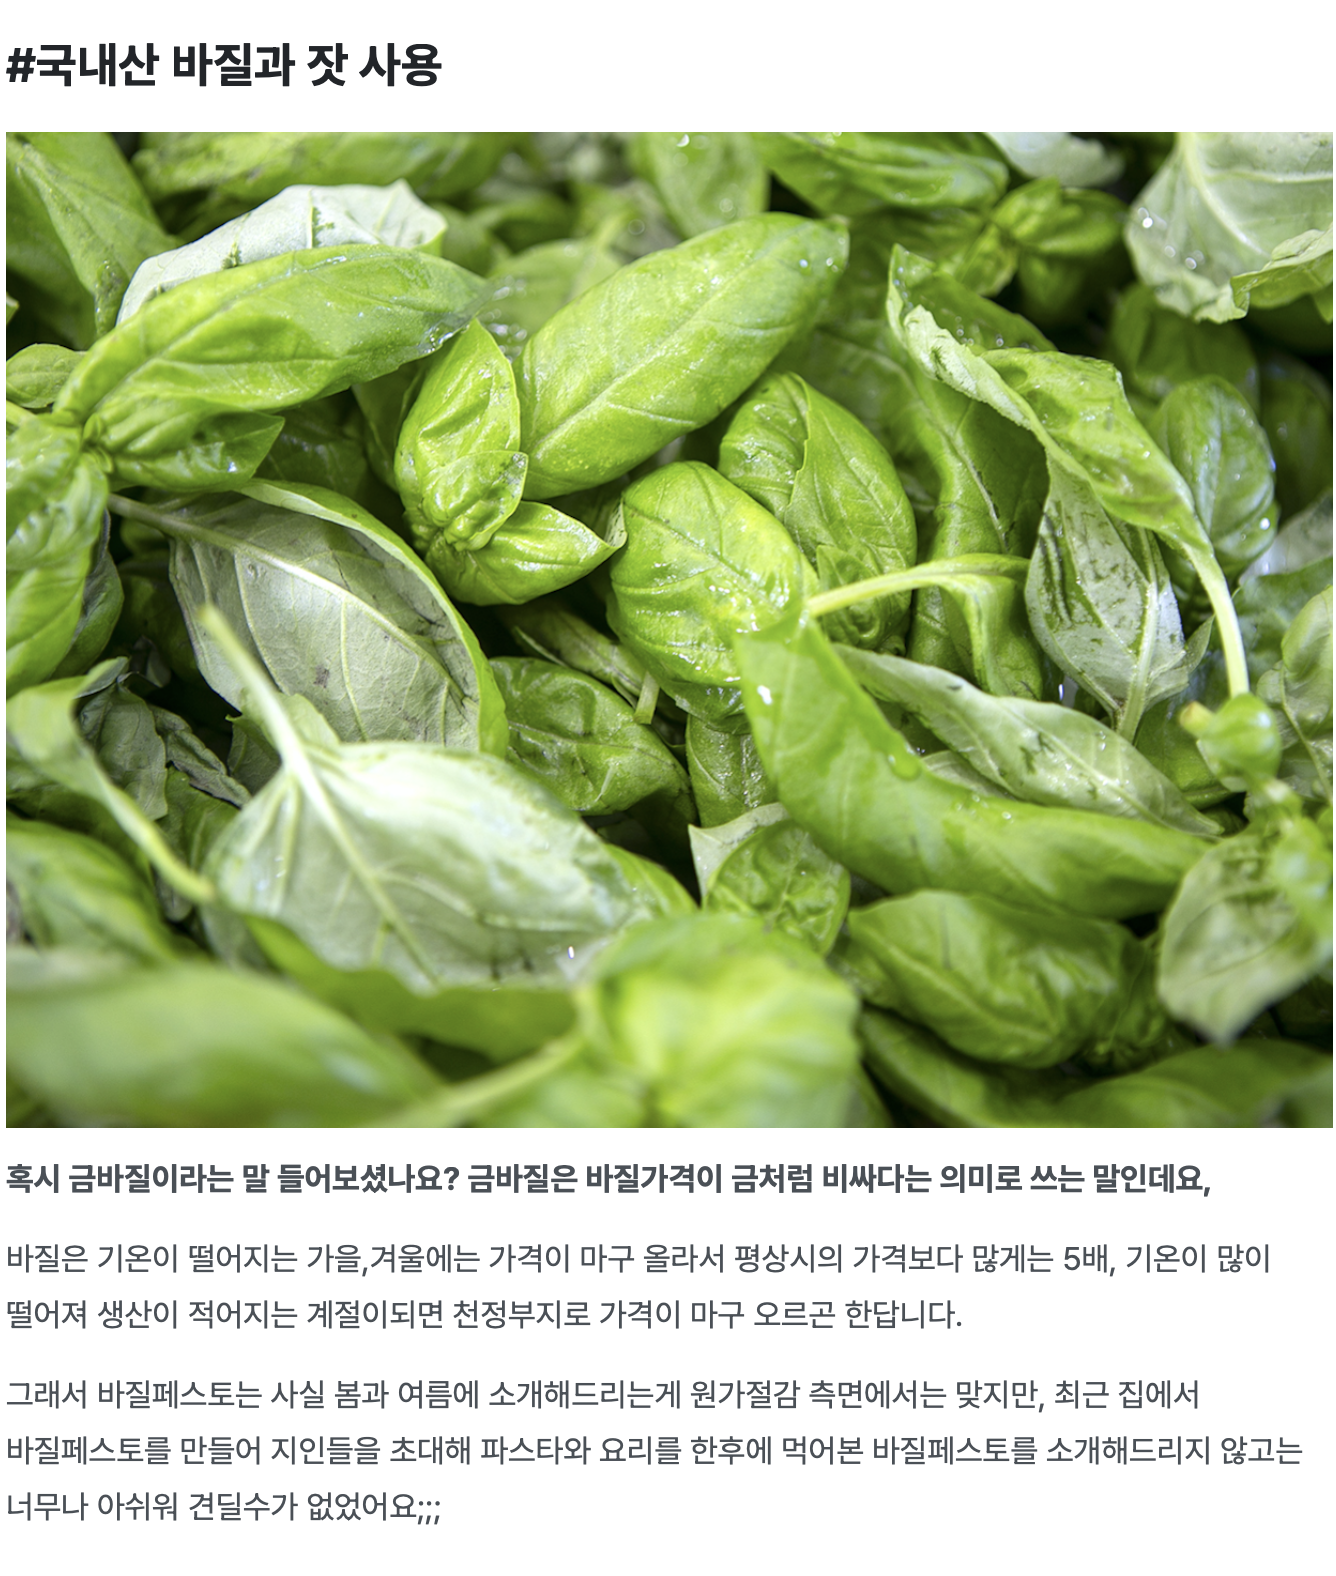 #국내산 바질과 잣 사용
혹시 금바질이라는 말 들어보셨나요? 금바질은 바질가격이 금처럼 비싸다는 의미로 쓰는 말인데요,
바질은 기온이 떨어지는 가을,겨울에는 가격이 마구 올라서 평상시의 가격보다 많게는 5배, 기온이 많이
떨어져 생산이 적어지는 계절이되면 천정부지로 가격이 마구 오르곤 한답니다.
그래서 바질페스토는 사실 봄과 여름에 소개해드리는게 원가절감 측면에서는 맞지만, 최근 집에서
바질페스토를 만들어 지인들을 초대해 파스타와 요리를 한후에 먹어본 바질페스토를 소개해드리지 않고는
너무나 아쉬워 견딜수가 없었어요;;;